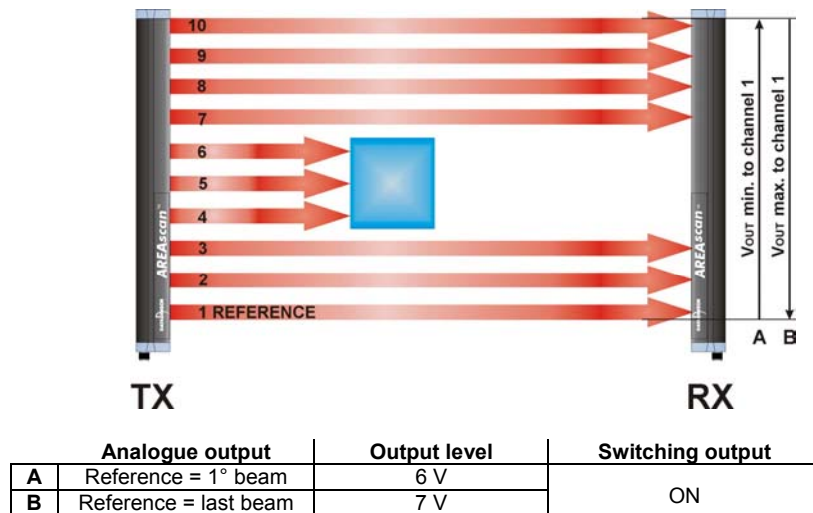 10
9
8
7
6
5
4
3
2
1 REFERENCE
AREAscan™
AREAscan™
VOUT min. to channel 1
VOUT max. to channel 1
A B
TX RX
Analogue output Output level Switching output
A Reference = 1° beam 6 V
ON
B Reference = last beam 7 V